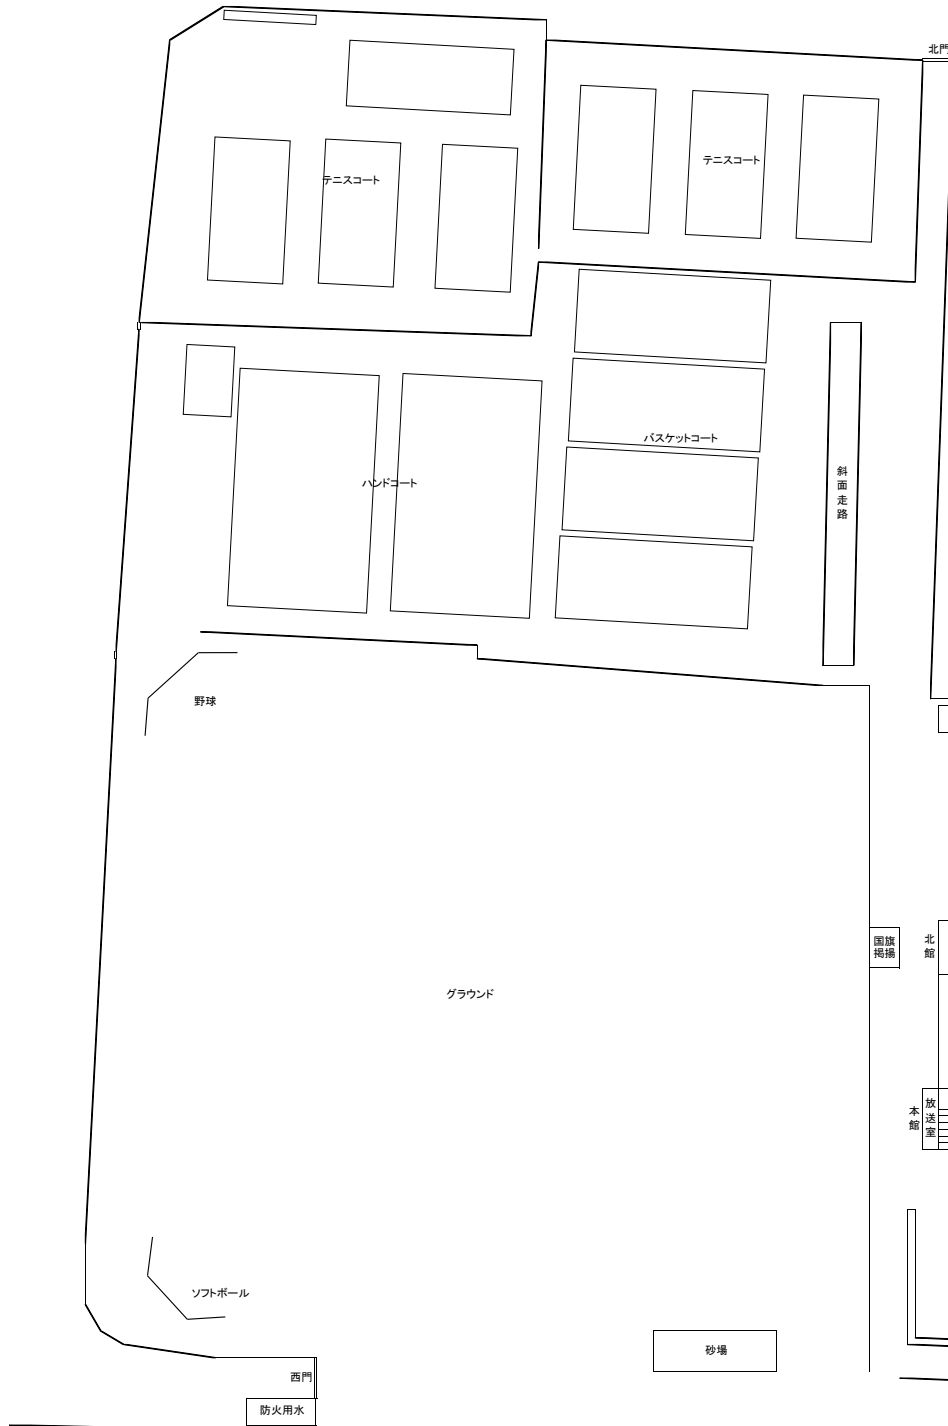 北門
テニスコート
テニスコート
バスケットコート
斜面走路
ハンドコート
野球
国旗
掲揚
北館
グラウンド
放送室
本館
ソフトボール
砂場
西門
防火用水